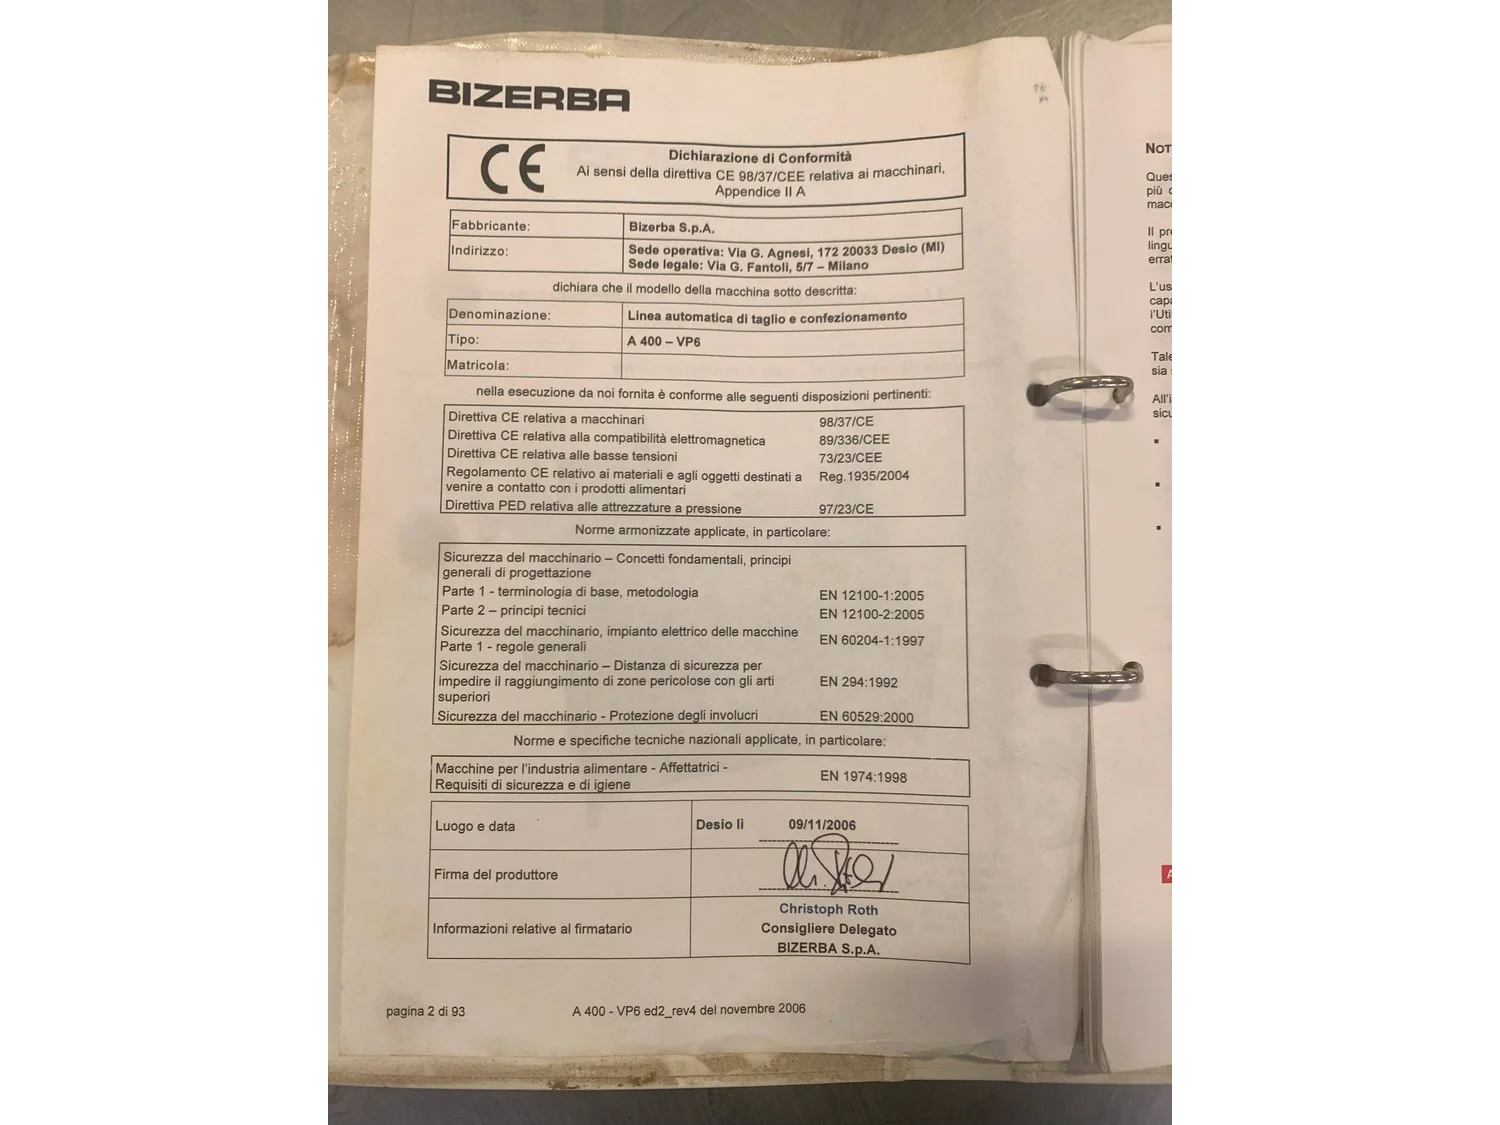 BIZERBA
CE
Dichiarazione di Conformità
Ai sensi della direttiva CE 98/37/CEE relativa ai macchinari,
Appendice II A
Fabbricante: Bizerba S.p.A.
Indirizzo: Sede operativa: Via G. Agnesi, 172 20033 Desio (MI)
Sede legale: Via G. Fantoli, 5/7 – Milano
dichiara che il modello della macchina sotto descritta:
Denominazione: Linea automatica di taglio e confezionamento
Tipo: A 400 – VP6
Matricola:
nella esecuzione da noi fornita è conforme alle seguenti disposizioni pertinenti:
Direttiva CE relativa a macchinari 98/37/CE
Direttiva CE relativa alla compatibilità elettromagnetica 89/336/CEE
Direttiva CE relativa alle basse tensioni 73/23/CEE
Regolamento CE relativo ai materiali e agli oggetti destinati a Reg.1935/2004
venire a contatto con i prodotti alimentari
Direttiva PED relativa alle attrezzature a pressione 97/23/CE
Norme armonizzate applicate, in particolare:
Sicurezza del macchinario – Concetti fondamentali, principi
generali di progettazione
Parte 1 - terminologia di base, metodologia EN 12100-1:2005
Parte 2 – principi tecnici EN 12100-2:2005
Sicurezza del macchinario, impianto elettrico delle macchine EN 60204-1:1997
Parte 1 - regole generali
Sicurezza del macchinario – Distanza di sicurezza per
impedire il raggiungimento di zone pericolose con gli arti EN 294:1992
superiori
Sicurezza del macchinario - Protezione degli involucri EN 60529:2000
Norme e specifiche tecniche nazionali applicate, in particolare:
Macchine per l'industria alimentare - Affettatrici - EN 1974:1998
Requisiti di sicurezza e di igiene
Luogo e data Desio lì 09/11/2006
Firma del produttore
Christoph Roth
Informazioni relative al firmatario Consigliere Delegato
BIZERBA S.p.A.
pagina 2 di 93 A 400 - VP6 ed2_rev4 del novembre 2006